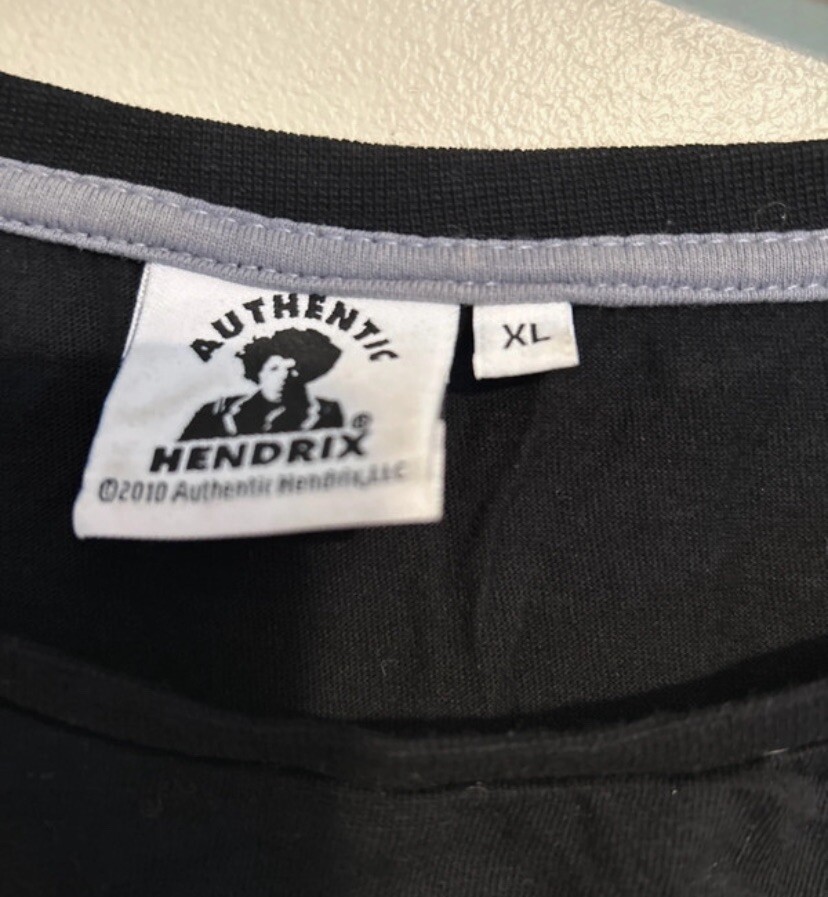 AUTHENTIC
HENDRIX®
©2010 Authentic Hendrix, LLC
XL